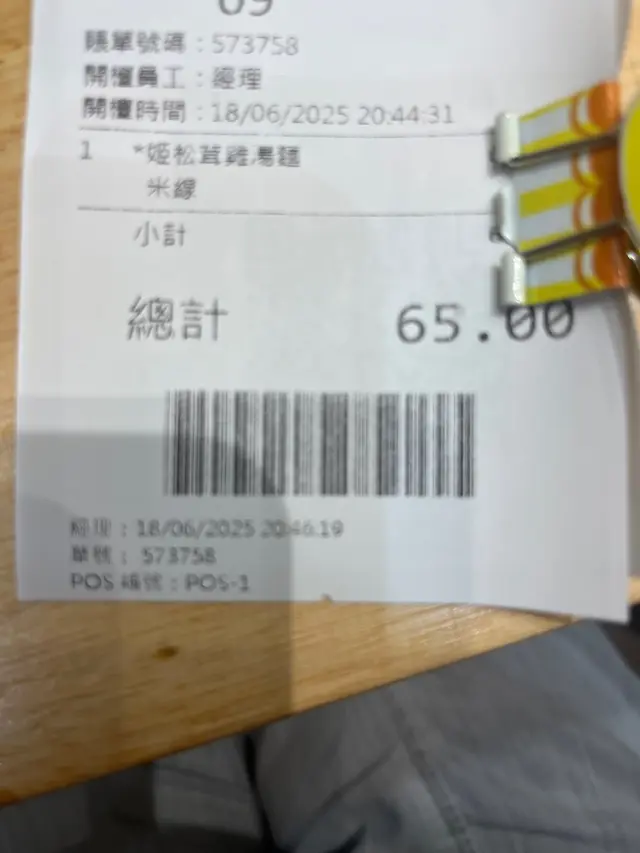 09
賬單號碼：573758
開檯員工：經理
開檯時間：18/06/2025 20:44:31
1 *姬松茸雞湯麵
米線
小計
總計 65.00
經理：18/06/2025 20:46:19
單號： 573758
POS 編號：POS-1